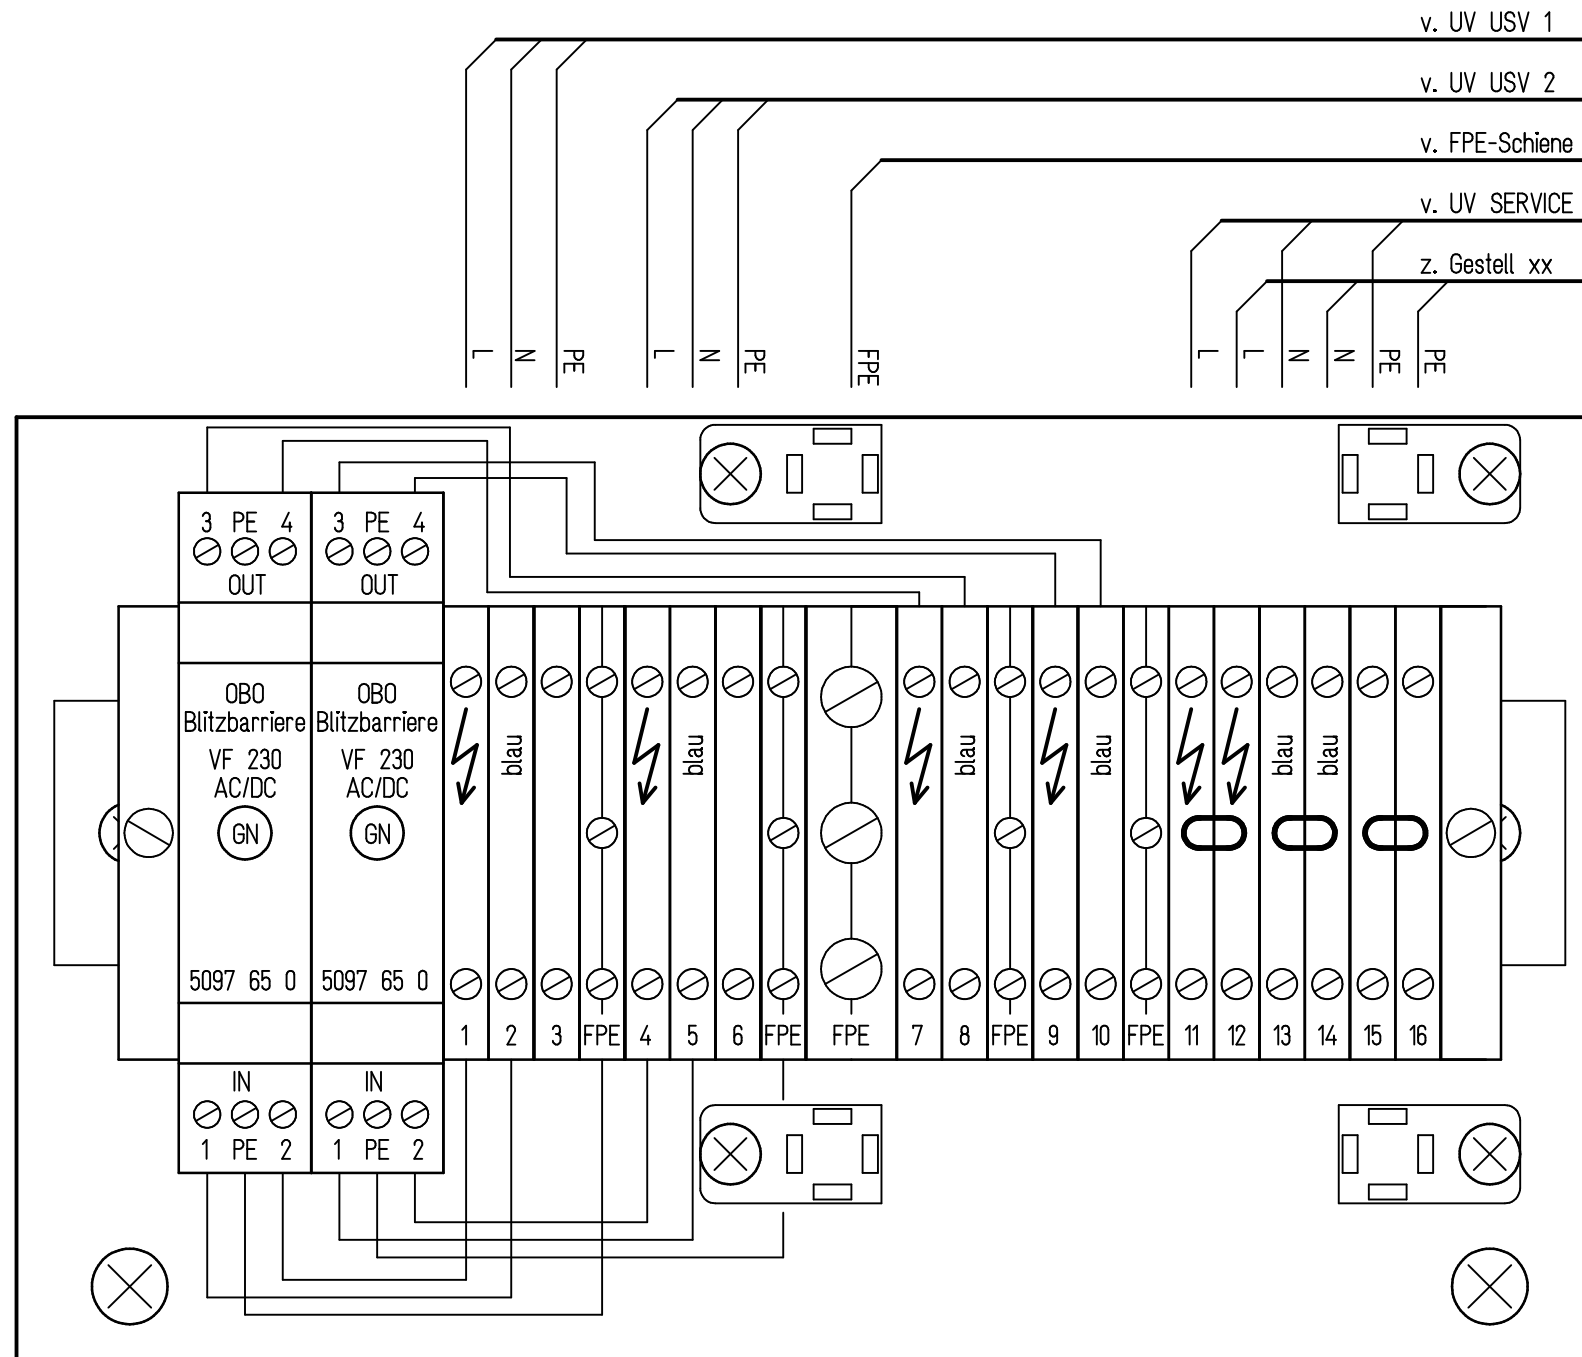 v. UV USV 1
v. UV USV 2
v. FPE-Schiene
v. UV SERVICE
z. Gestell xx
L N PE L N PE FPE L L N N PE PE
3 PE 4 3 PE 4
OUT OUT
OBO OBO
Blitzbarriere Blitzbarriere
VF 230 VF 230
AC/DC AC/DC
blau blau blau blau blau blau
GN GN
5097 65 0 5097 65 0
1 2 3 FPE 4 5 6 FPE FPE 7 8 FPE 9 10 FPE 11 12 13 14 15 16
IN IN
1 PE 2 1 PE 2